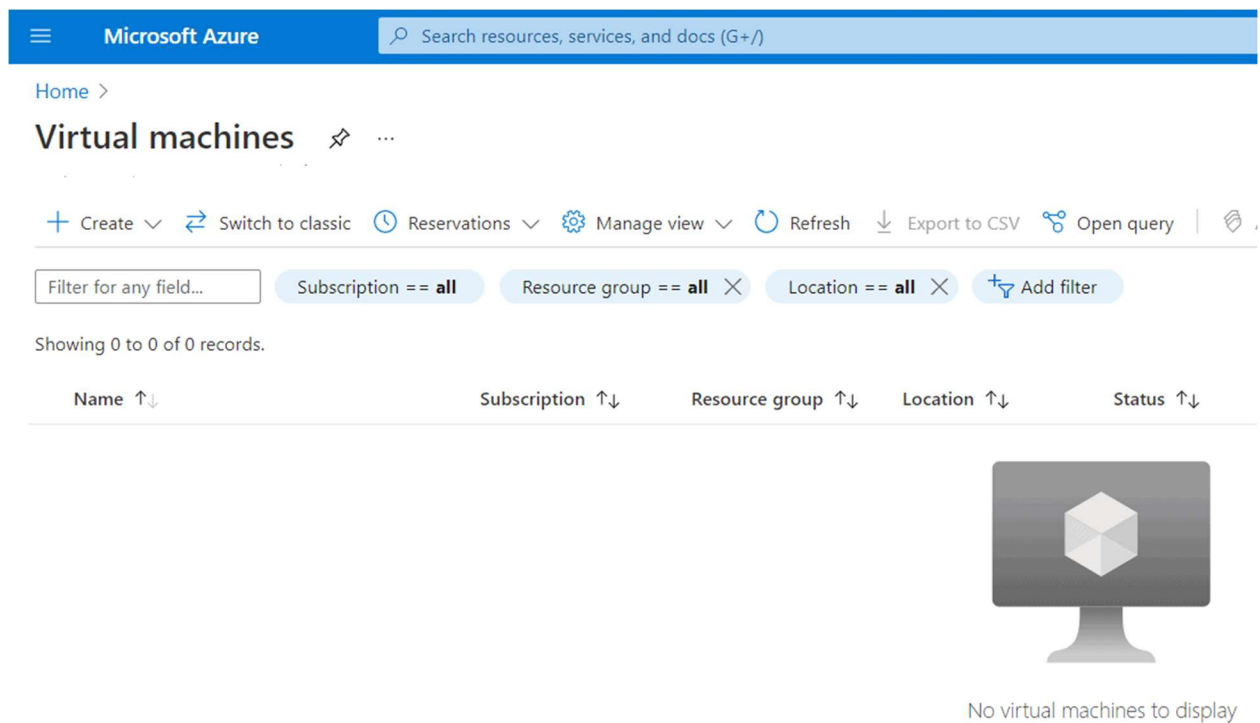 Microsoft Azure Search resources, services, and docs (G+/)
Home >
Virtual machines ...
+ Create Switch to classic Reservations Manage view Refresh Export to CSV Open query
Filter for any field... Subscription == all Resource group == all Location == all Add filter
Showing 0 to 0 of 0 records.
Name ↑↓ Subscription ↑↓ Resource group ↑↓ Location ↑↓ Status ↑↓
No virtual machines to display